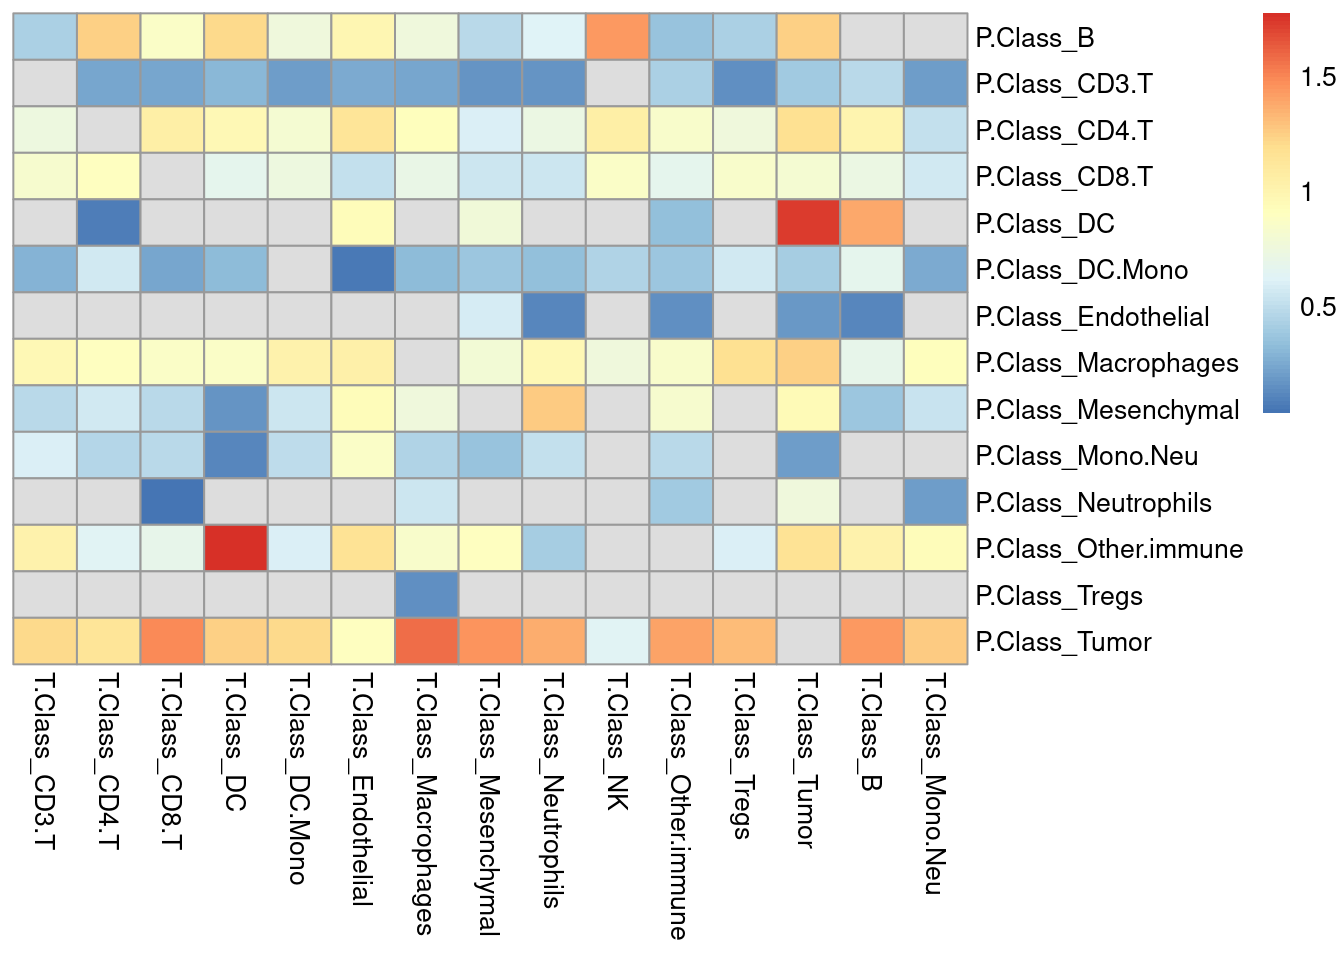 P.Class_B
P.Class_CD3.T
P.Class_CD4.T
P.Class_CD8.T
P.Class_DC
P.Class_DC.Mono
P.Class_Endothelial
P.Class_Macrophages
P.Class_Mesenchymal
P.Class_Mono.Neu
P.Class_Neutrophils
P.Class_Other.immune
P.Class_Tregs
P.Class_Tumor
1.5
1
0.5
T.Class_CD3.T
T.Class_CD4.T
T.Class_CD8.T
T.Class_DC
T.Class_DC.Mono
T.Class_Endothelial
T.Class_Macrophages
T.Class_Mesenchymal
T.Class_Neutrophils
T.Class_NK
T.Class_Other.immune
T.Class_Tregs
T.Class_Tumor
T.Class_B
T.Class_Mono.Neu